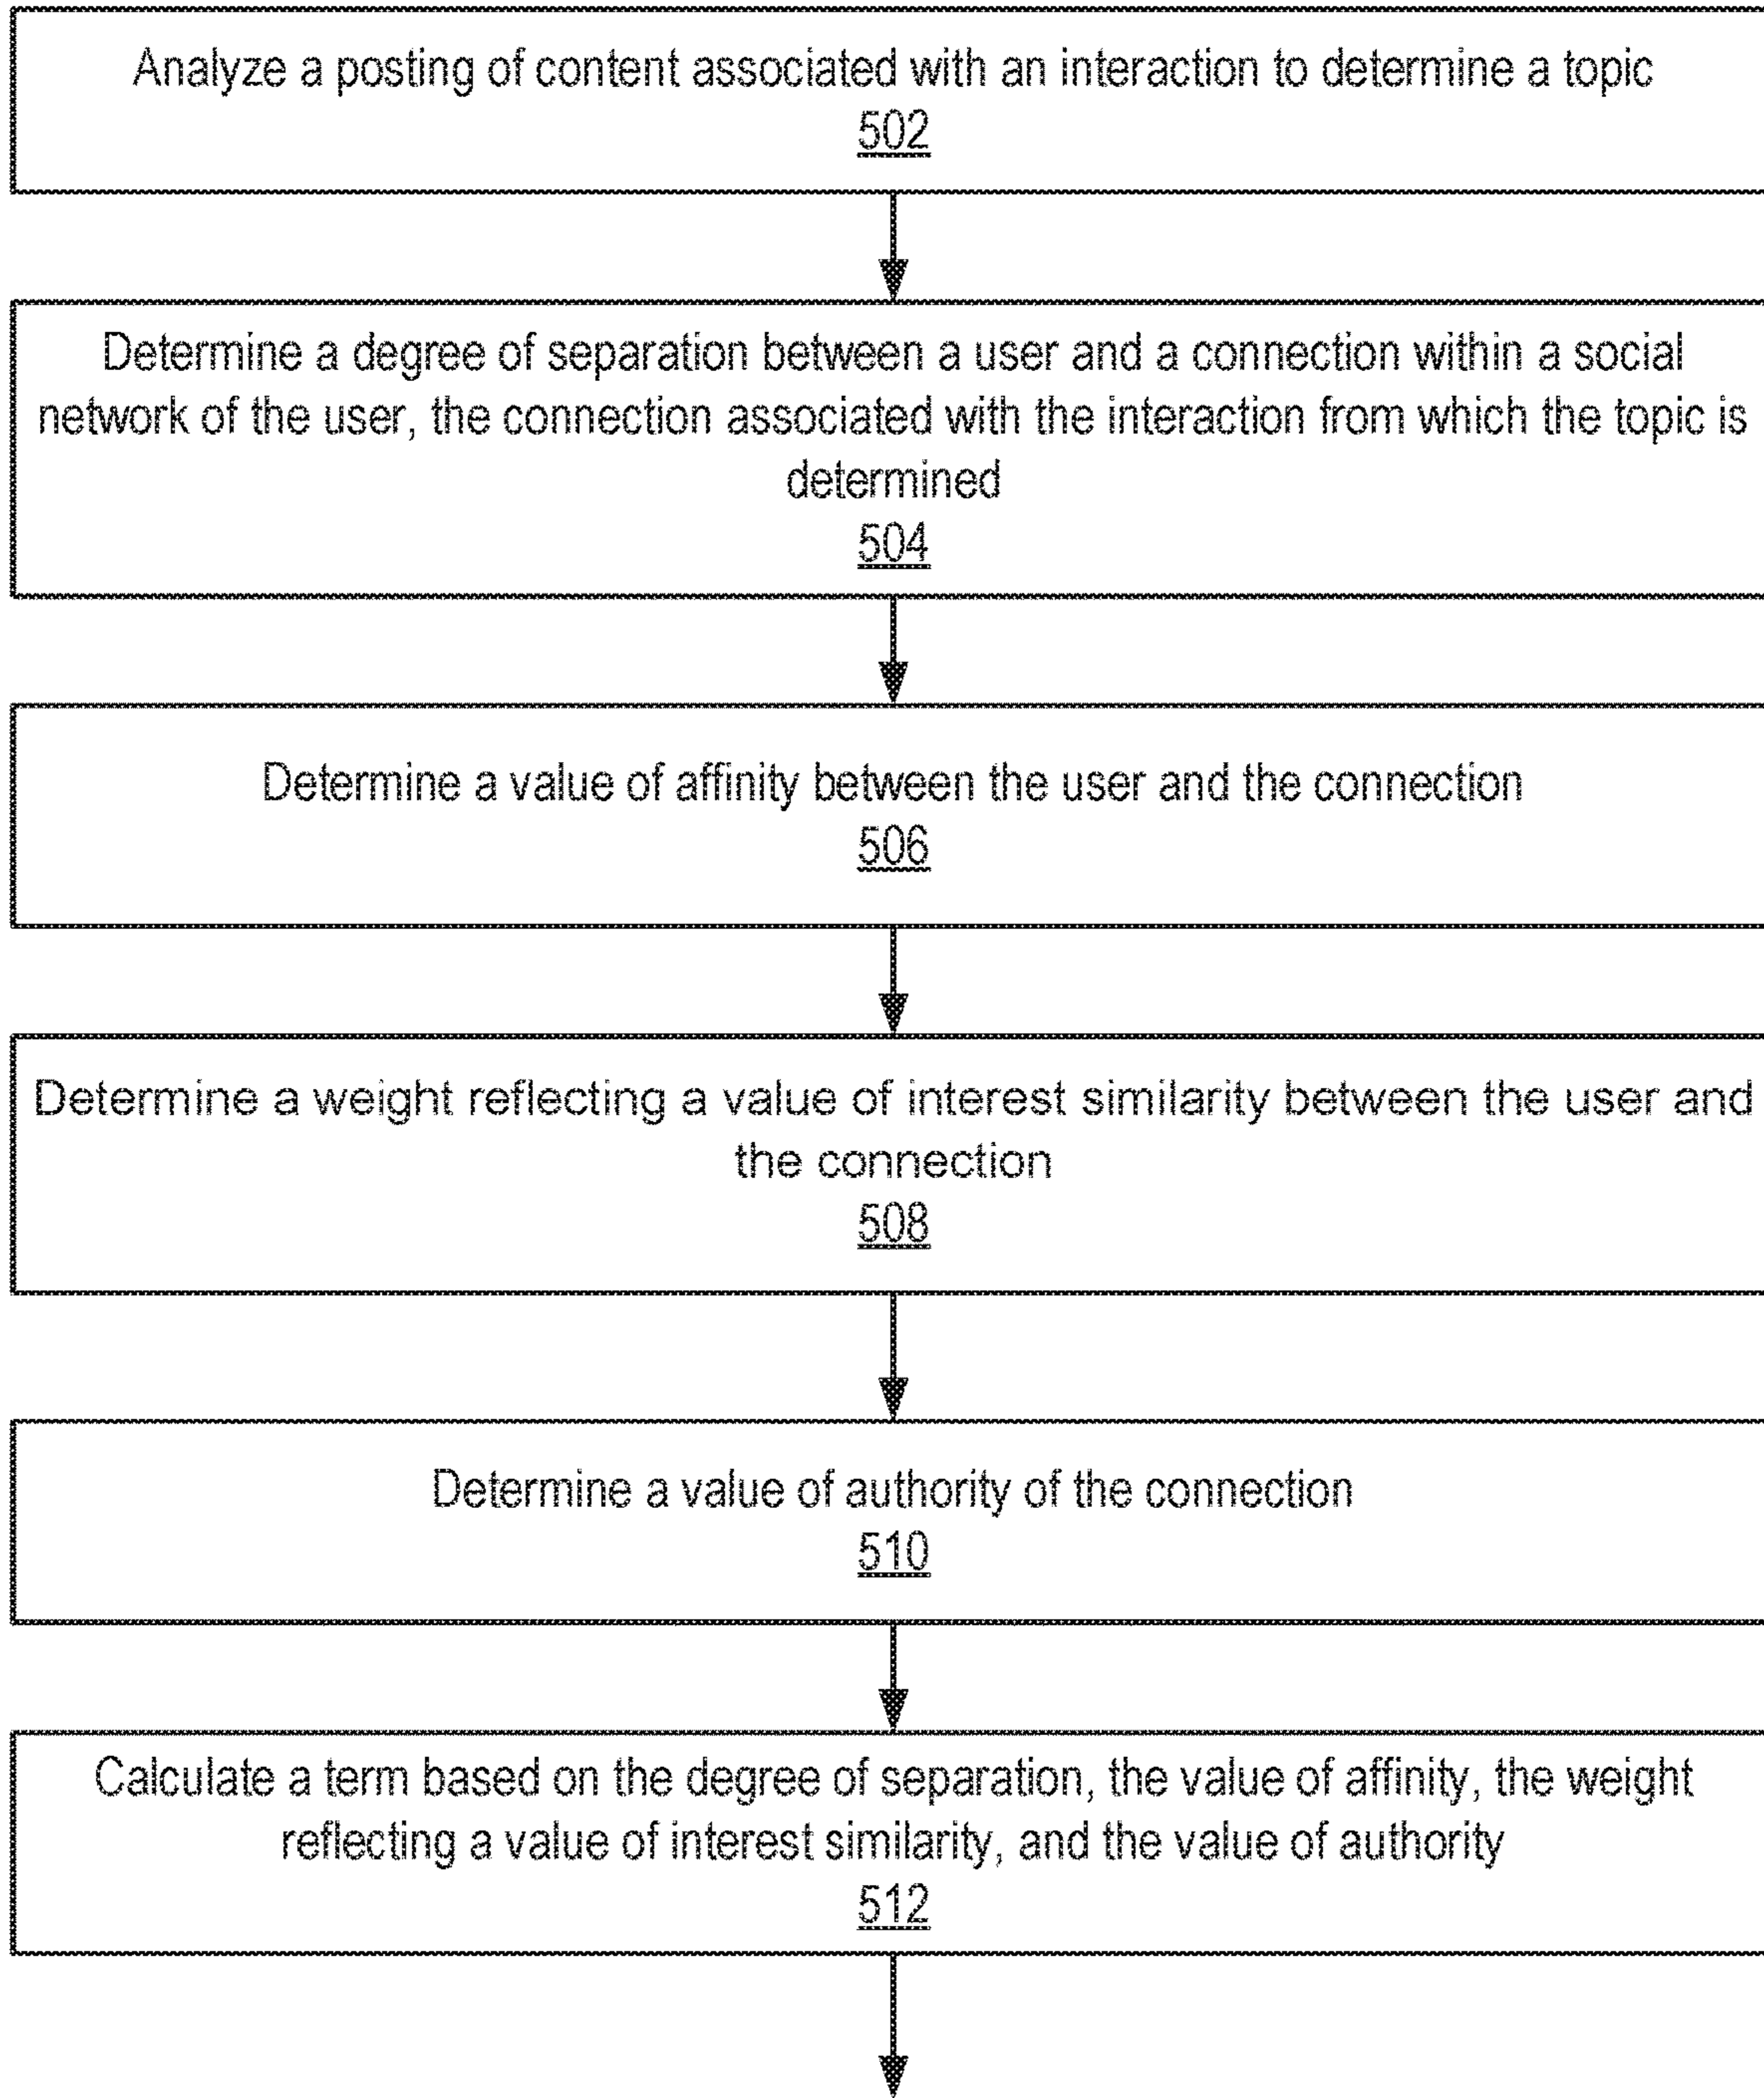 Analyze a posting of content associated with an interaction to determine a topic
502
Determine a degree of separation between a user and a connection within a social
network of the user, the connection associated with the interaction from which the topic is
determined
504
Determine a value of affinity between the user and the connection
506
Determine a weight reflecting a value of interest similarity between the user and
the connection
508
Determine a value of authority of the connection
510
Calculate a term based on the degree of separation, the value of affinity, the weight
reflecting a value of interest similarity, and the value of authority
512